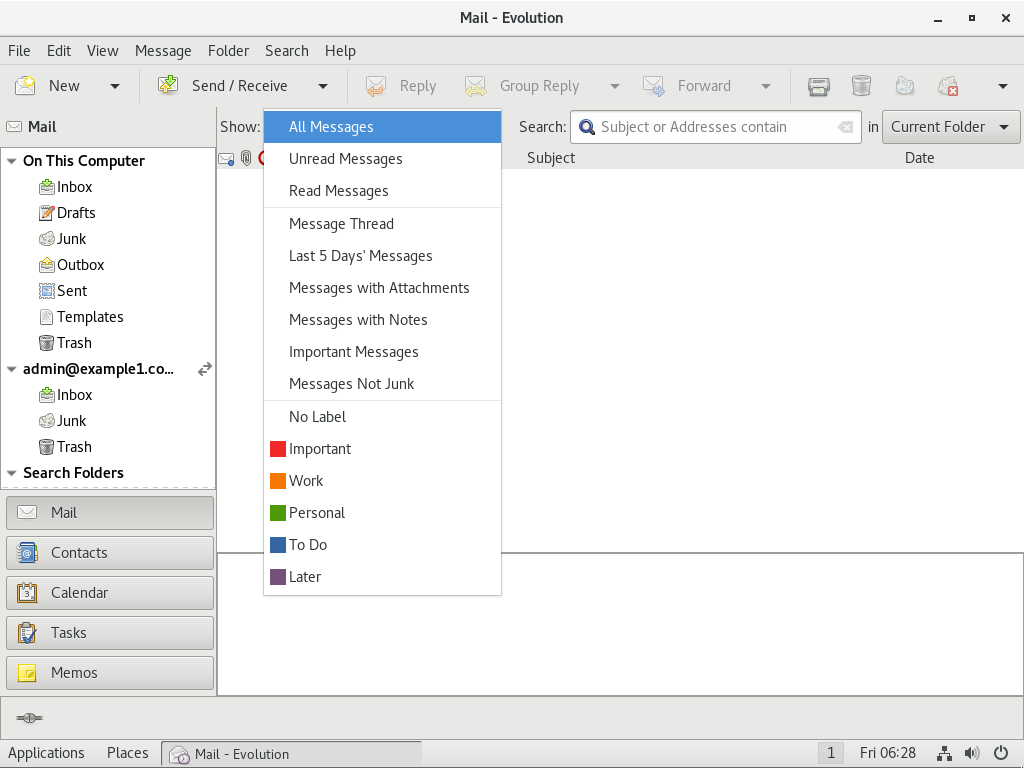 Mail - Evolution
File Edit View Message Folder Search Help
New Send / Receive Reply Group Reply Forward
Mail
Show:
Search: Subject or Addresses contain in Current Folder
Subject Date
On This Computer
Inbox
Drafts
Junk
Outbox
Sent
Templates
Trash
admin@example1.co...
Inbox
Junk
Trash
Search Folders
Mail
Contacts
Calendar
Tasks
Memos
All Messages
Unread Messages
Read Messages
Message Thread
Last 5 Days' Messages
Messages with Attachments
Messages with Notes
Important Messages
Messages Not Junk
No Label
Important
Work
Personal
To Do
Later
Applications Places Mail - Evolution 1 Fri 06:28